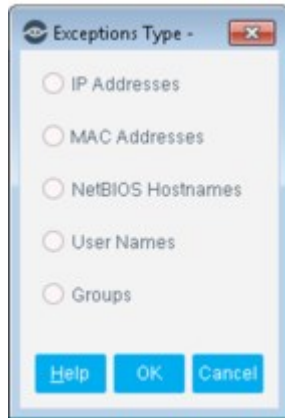 Exceptions Type -
IP Addresses
MAC Addresses
NetBIOS Hostnames
User Names
Groups
Help OK Cancel